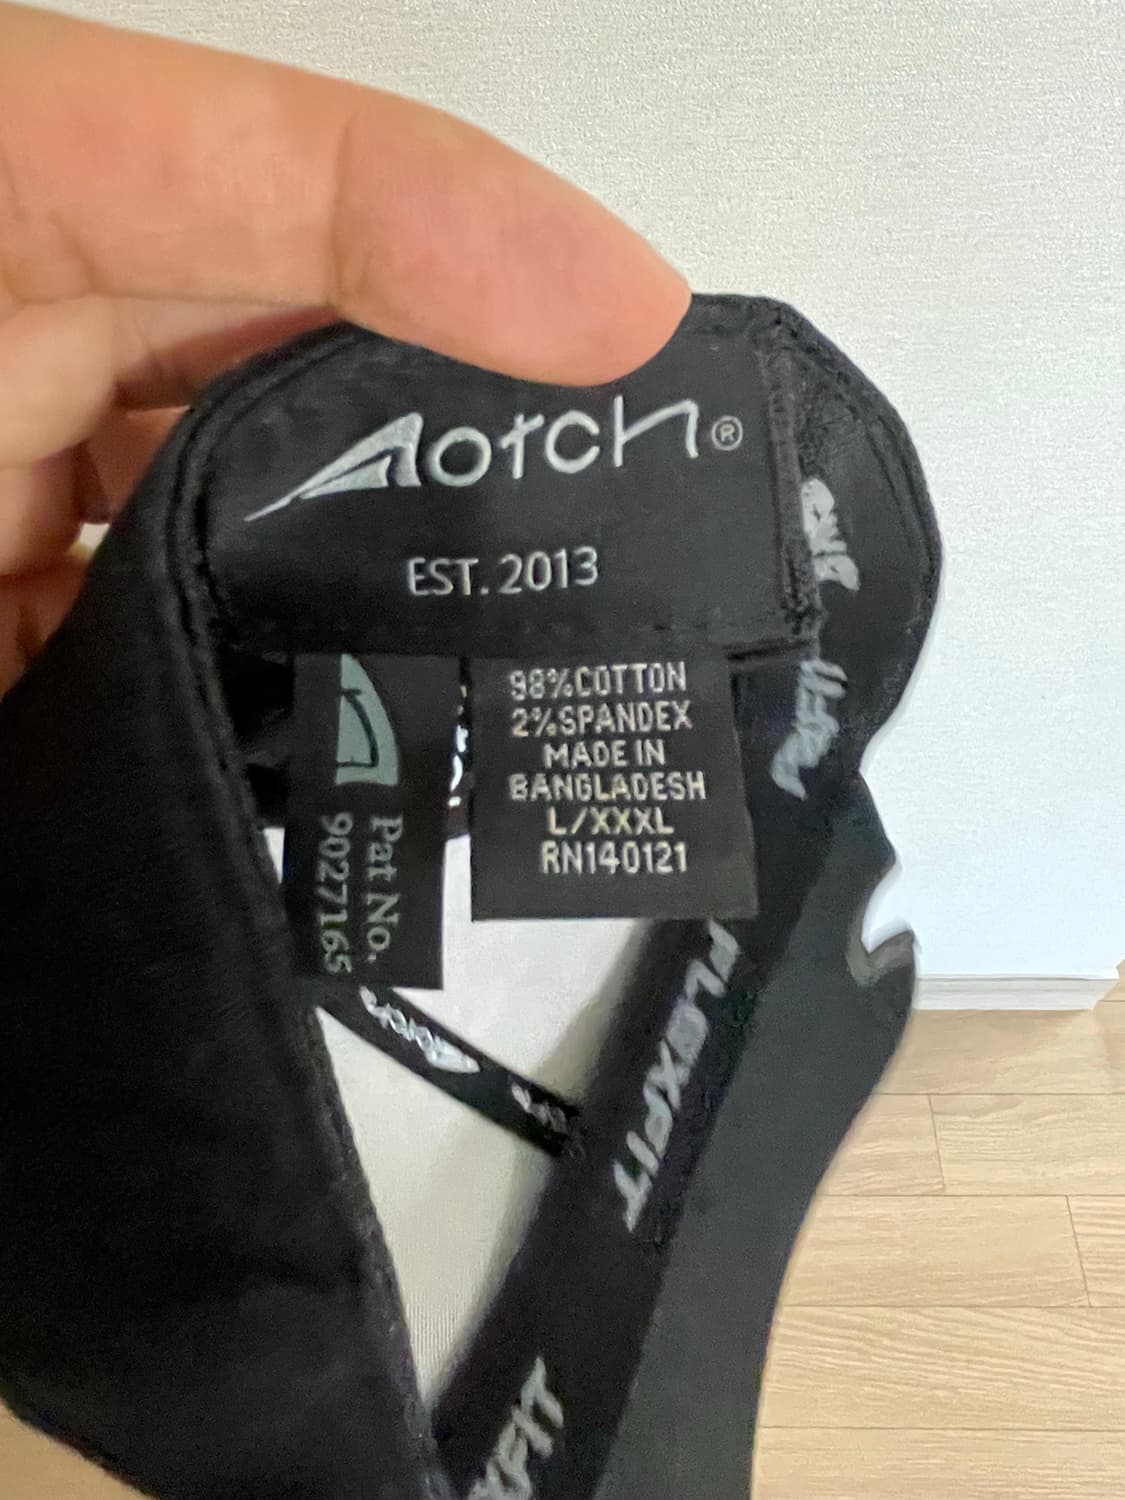 Notch®
EST. 2013
98%COTTON
2%SPANDEX
MADE IN
BANGLADESH
L/XXXL
RN140121
Pat No.
9027165
FLEXFIT